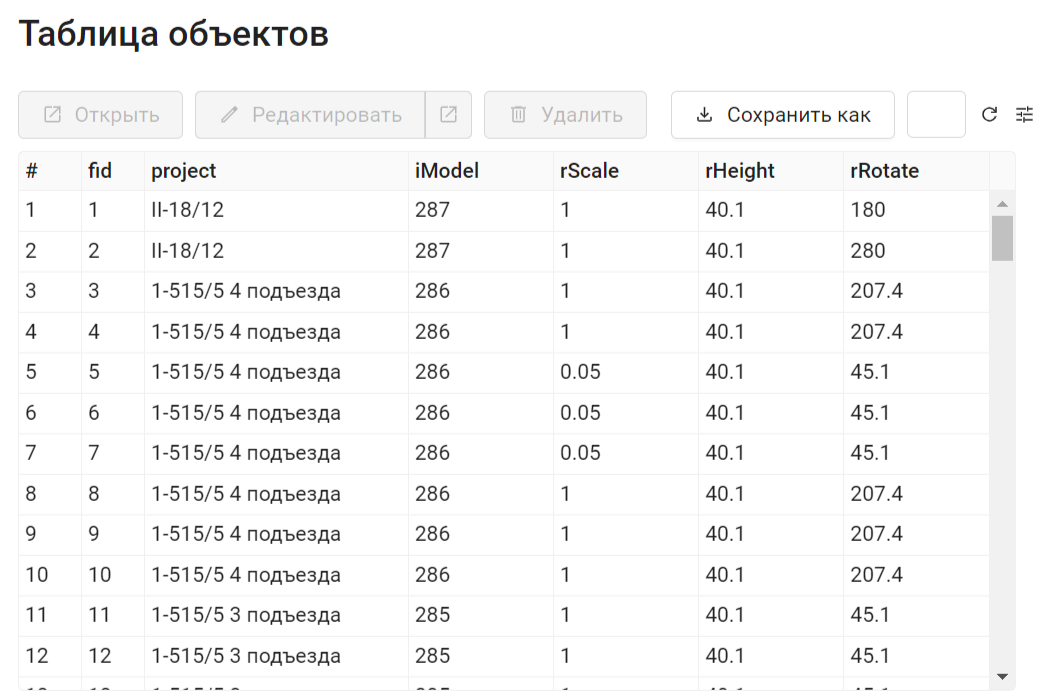 Таблица объектов
Открыть Редактировать Удалить Сохранить как
# fid project iModel rScale rHeight rRotate
1 1 II-18/12 287 1 40.1 180
2 2 II-18/12 287 1 40.1 280
3 3 1-515/5 4 подъезда 286 1 40.1 207.4
4 4 1-515/5 4 подъезда 286 1 40.1 207.4
5 5 1-515/5 4 подъезда 286 0.05 40.1 45.1
6 6 1-515/5 4 подъезда 286 0.05 40.1 45.1
7 7 1-515/5 4 подъезда 286 0.05 40.1 45.1
8 8 1-515/5 4 подъезда 286 1 40.1 207.4
9 9 1-515/5 4 подъезда 286 1 40.1 207.4
10 10 1-515/5 4 подъезда 286 1 40.1 207.4
11 11 1-515/5 3 подъезда 285 1 40.1 45.1
12 12 1-515/5 3 подъезда 285 1 40.1 45.1